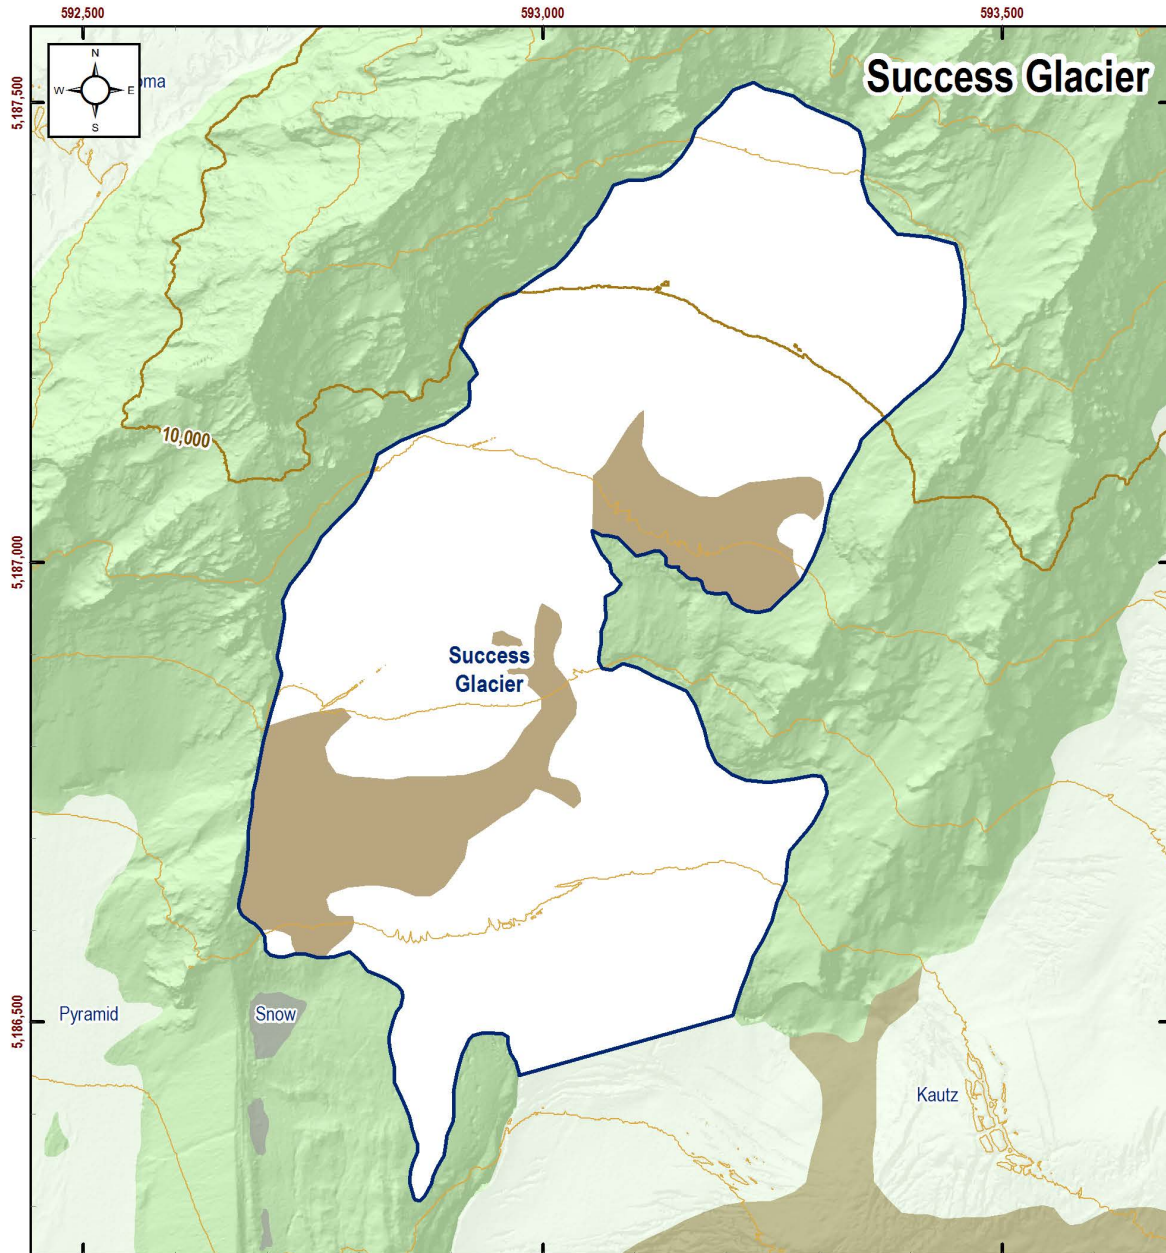 592,500
593,000
593,500
N
W
E
S
oma
Success Glacier
5,187,500
10,000
5,187,000
Success
Glacier
Pyramid
Snow
5,186,500
Kautz